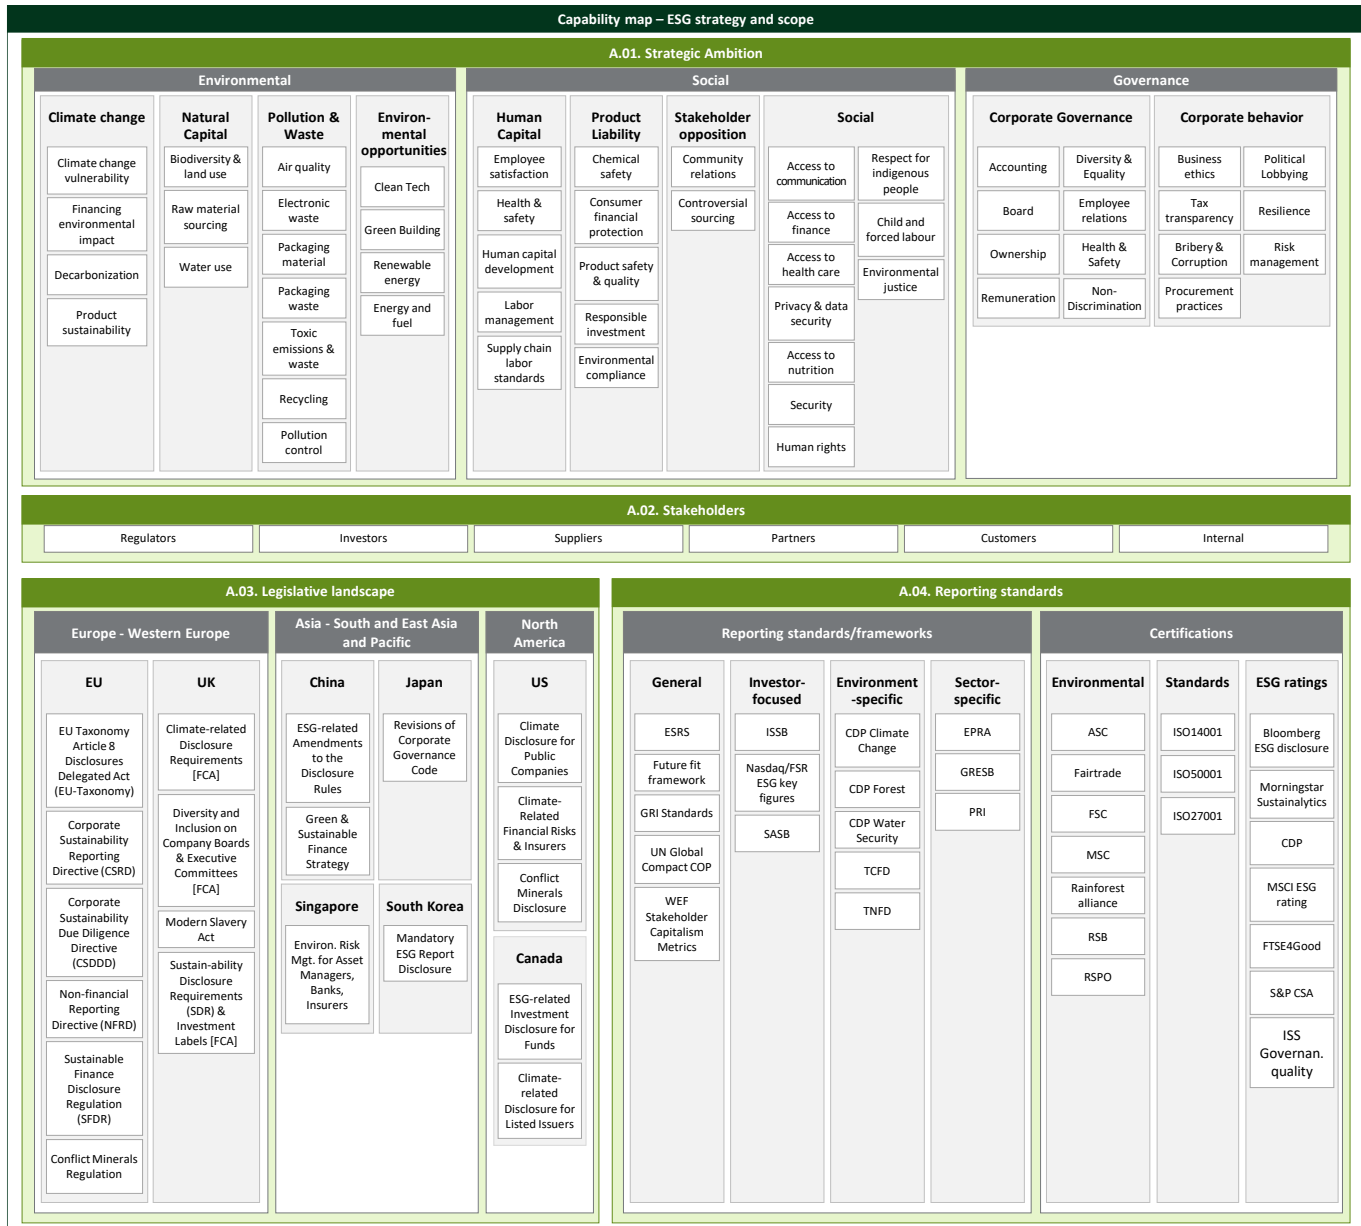 Capability map – ESG strategy and scope
A.01. Strategic Ambition
Environmental
Climate change
Climate change
vulnerability
Financing
environmental
impact
Decarbonization
Product
sustainability
Natural
Capital
Biodiversity &
land use
Raw material
sourcing
Water use
Pollution &
Waste
Air quality
Electronic
waste
Packaging
material
Packaging
waste
Toxic
emissions &
waste
Recycling
Pollution
control
Environ-
mental
opportunities
Clean Tech
Green Building
Renewable
energy
Energy and
fuel
Social
Human
Capital
Employee
satisfaction
Health &
safety
Human capital
development
Labor
management
Supply chain
labor
standards
Product
Liability
Chemical
safety
Consumer
financial
protection
Product safety
& quality
Responsible
investment
Environmental
compliance
Stakeholder
opposition
Community
relations
Controversial
sourcing
Social
Access to
communication
Access to
finance
Access to
health care
Privacy & data
security
Access to
nutrition
Security
Human rights
Respect for
indigenous
people
Child and
forced labour
Environmental
justice
Governance
Corporate Governance
Accounting
Board
Ownership
Remuneration
Diversity &
Equality
Employee
relations
Health &
Safety
Non-
Discrimination
Corporate behavior
Business
ethics
Tax
transparency
Bribery &
Corruption
Procurement
practices
Political
Lobbying
Resilience
Risk
management
A.02. Stakeholders
Regulators
Investors
Suppliers
Partners
Customers
Internal
A.03. Legislative landscape
Europe - Western Europe
EU
EU Taxonomy
Article 8
Disclosures
Delegated Act
(EU-Taxonomy)
Corporate
Sustainability
Reporting
Directive (CSRD)
Corporate
Sustainability
Due Diligence
Directive
(CSDDD)
Non-financial
Reporting
Directive (NFRD)
Sustainable
Finance
Disclosure
Regulation
(SFDR)
Conflict Minerals
Regulation
UK
Climate-related
Disclosure
Requirements
[FCA]
Diversity and
Inclusion on
Company Boards
& Executive
Committees
[FCA]
Modern Slavery
Act
Sustain-ability
Disclosure
Requirements
(SDR) &
Investment
Labels [FCA]
Asia - South and East Asia
and Pacific
China
ESG-related
Amendments
to the
Disclosure
Rules
Green &
Sustainable
Finance
Strategy
Japan
Revisions of
Corporate
Governance
Code
Singapore
Environ. Risk
Mgt. for Asset
Managers,
Banks,
Insurers
South Korea
Mandatory
ESG Report
Disclosure
North
America
US
Climate
Disclosure for
Public
Companies
Climate-
Related
Financial Risks
& Insurers
Conflict
Minerals
Disclosure
Canada
ESG-related
Investment
Disclosure for
Funds
Climate-
related
Disclosure for
Listed Issuers
A.04. Reporting standards
Reporting standards/frameworks
General
ESRS
Future fit
framework
GRI Standards
UN Global
Compact COP
WEF
Stakeholder
Capitalism
Metrics
Investor-
focused
ISSB
Nasdaq/FSR
ESG key
figures
SASB
Environment
-specific
CDP Climate
Change
CDP Forest
CDP Water
Security
TCFD
TNFD
Sector-
specific
EPRA
GRESB
PRI
Certifications
Environmental
ASC
Fairtrade
FSC
MSC
Rainforest
alliance
RSB
RSPO
Standards
ISO14001
ISO50001
ISO27001
ESG ratings
Bloomberg
ESG disclosure
Morningstar
Sustainalytics
CDP
MSCI ESG
rating
FTSE4Good
S&P CSA
ISS
Governan.
quality